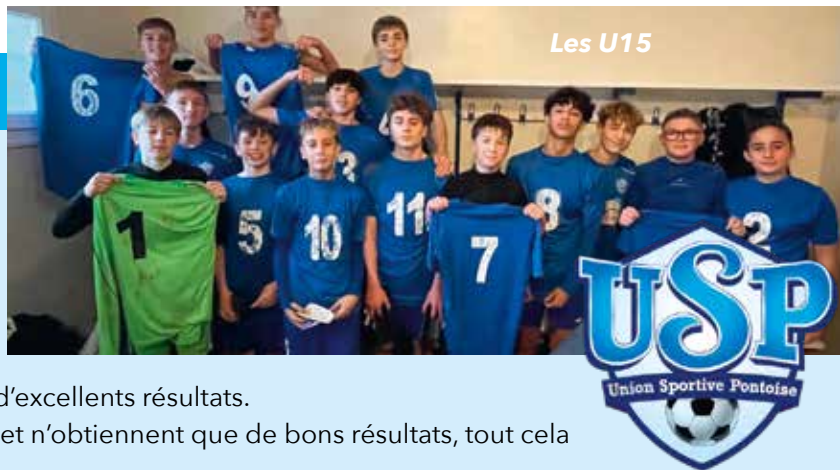 Les U15
6
9
3
8
1
5
10
11
7
2
USP
Union Sportive Pontoise
d'excellents résultats.
et n'obtiennent que de bons résultats, tout cela